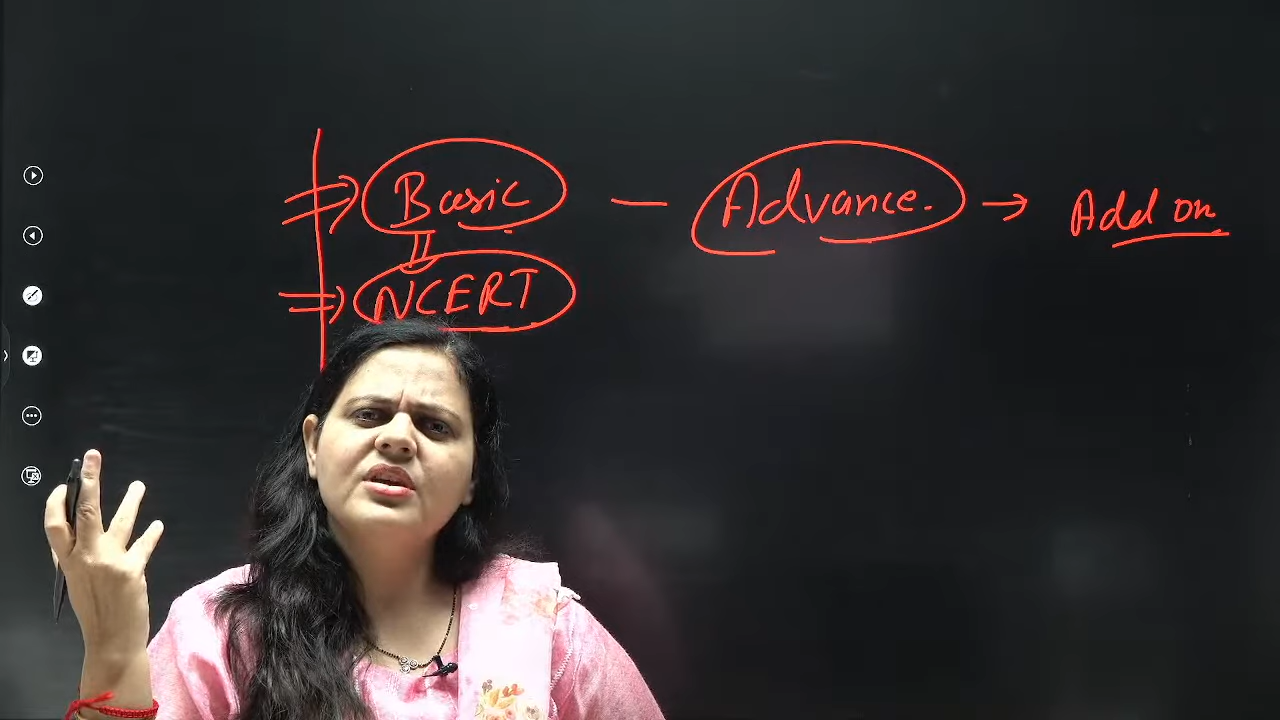 Basic — Advance. → Add on
NCERT